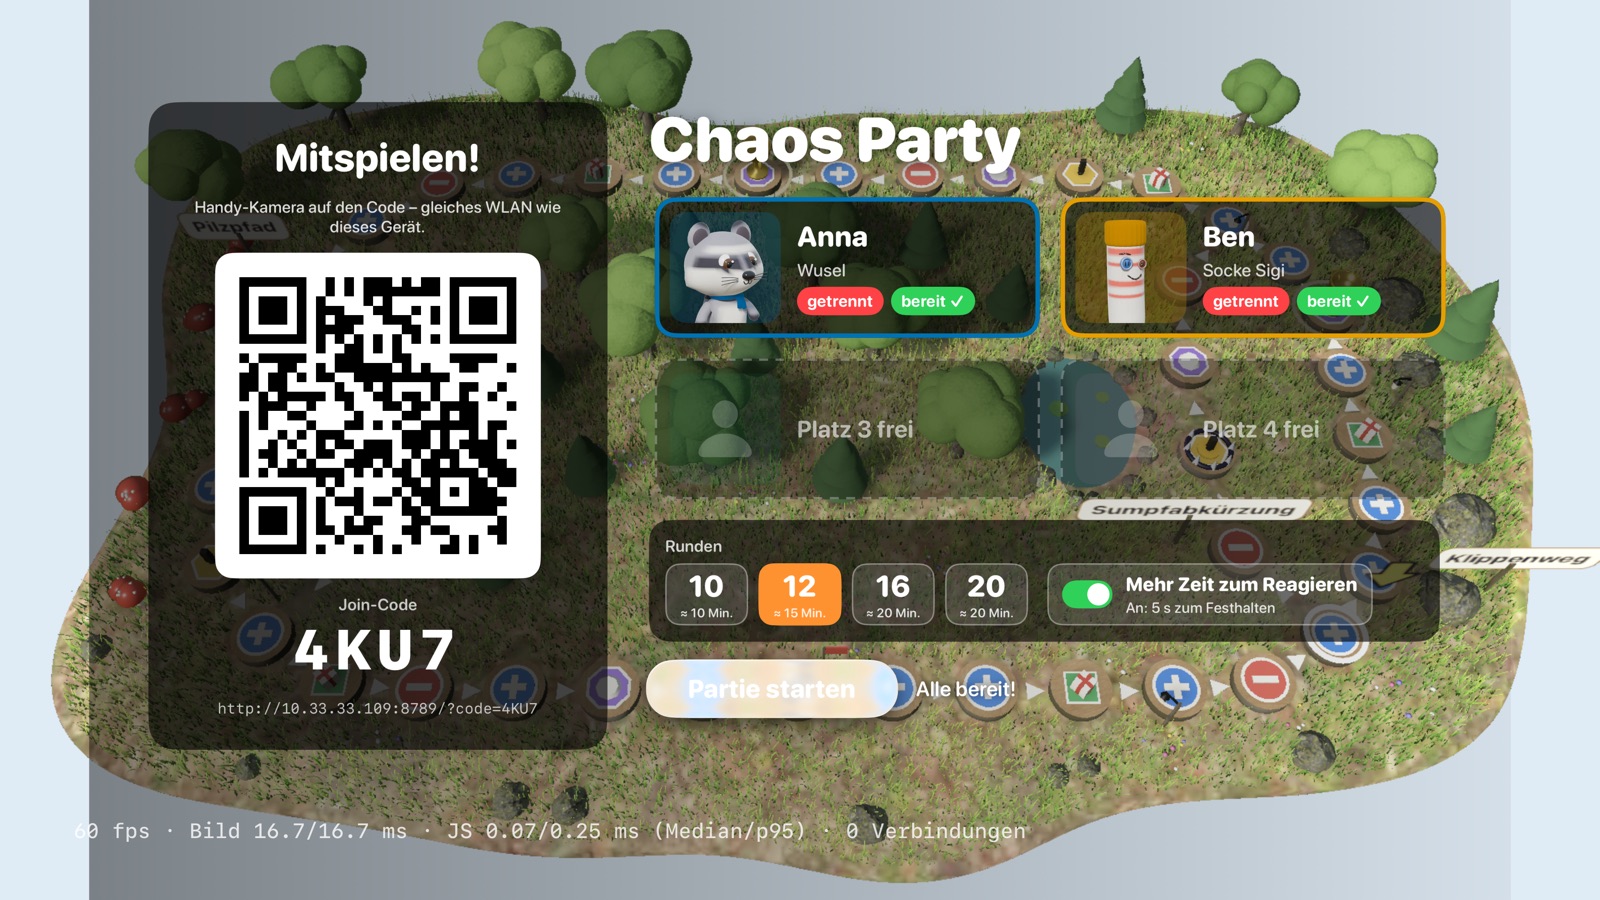 Mitspielen!
Handy-Kamera auf den Code – gleiches WLAN wie
dieses Gerät.
Pilzpfad
Join-Code
4KU7
http://10.33.33.109:8789/?code=4KU7
Chaos Party
Anna
Wusel
getrennt bereit ✓
Ben
Socke Sigi
getrennt bereit ✓
Platz 3 frei
Platz 4 frei
Sumpfabkürzung
Klippenweg
Runden
10
≈ 10 Min.
12
≈ 15 Min.
16
≈ 20 Min.
20
≈ 20 Min.
Mehr Zeit zum Reagieren
An: 5 s zum Festhalten
Partie starten
Alle bereit!
60 fps · Bild 16.7/16.7 ms · JS 0.07/0.25 ms (Median/p95) · 0 Verbindungen